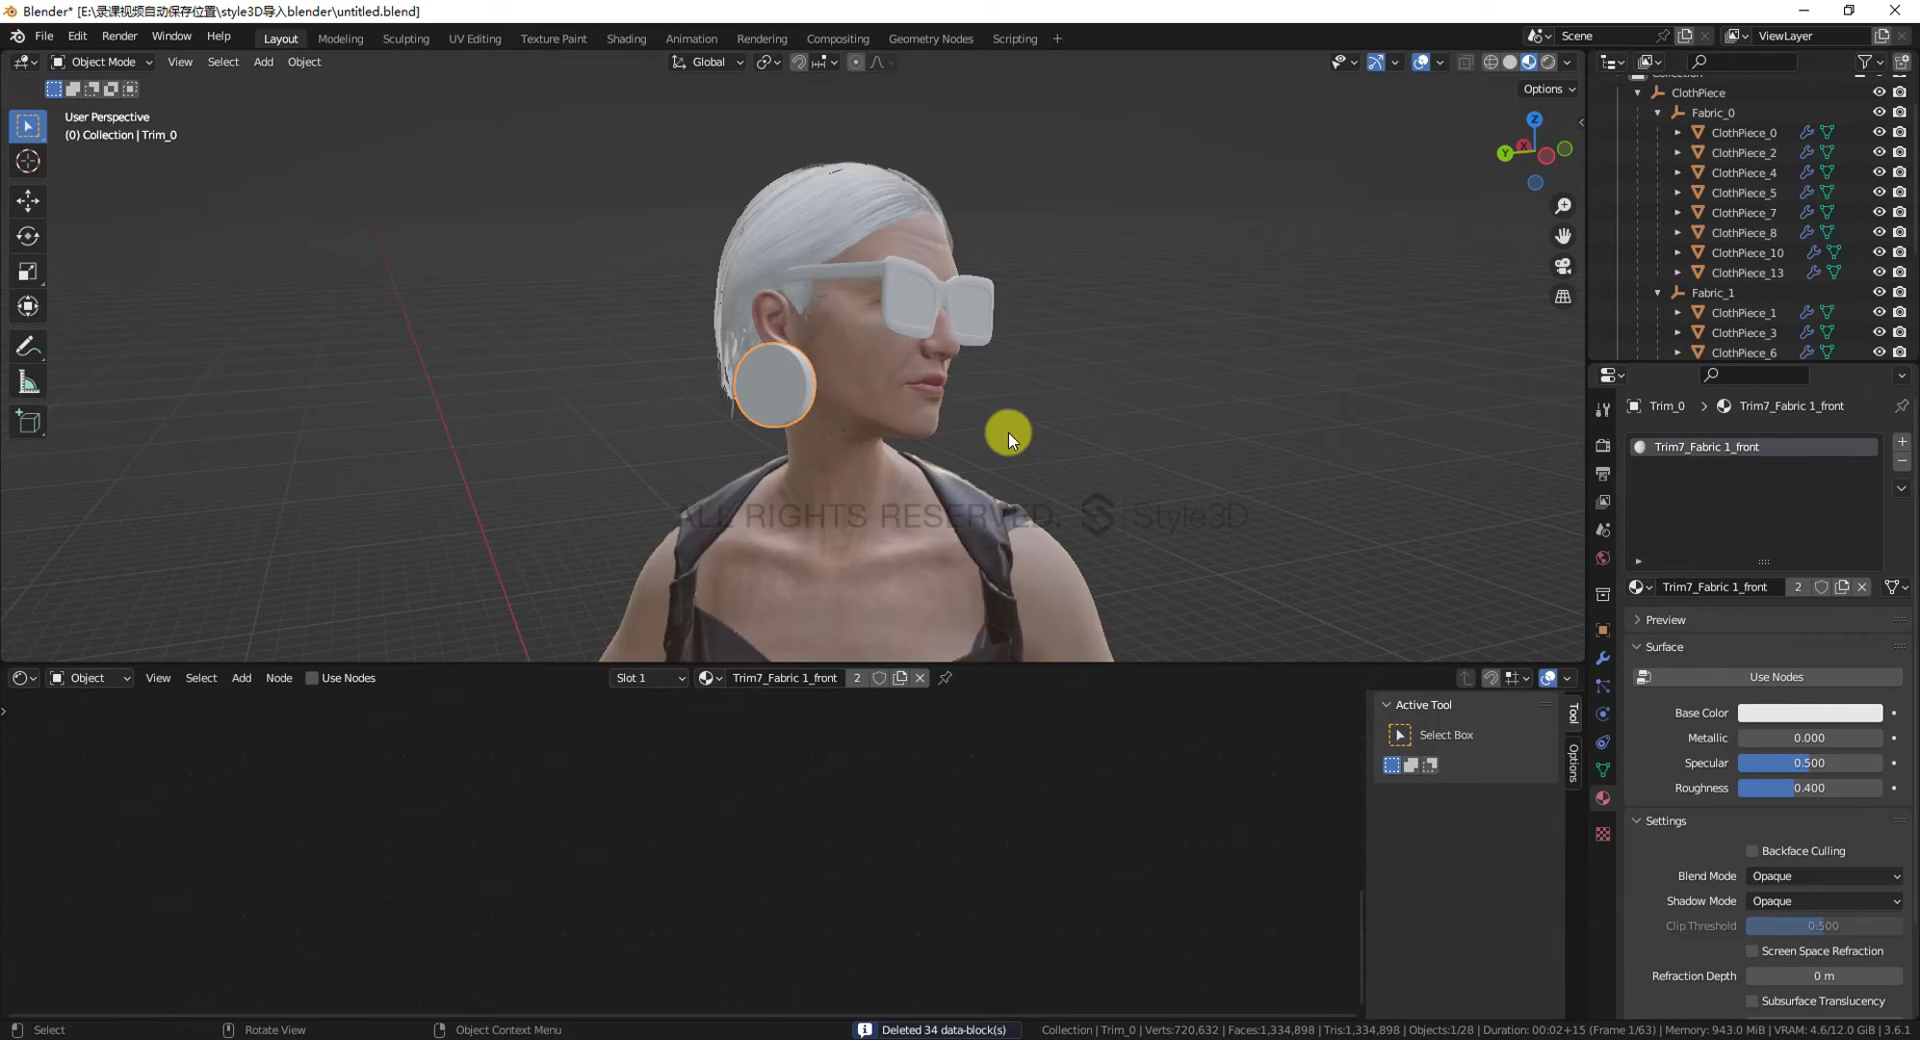 Blender* [E:\录课视频自动保存位置\style3D导入blender\untitled.blend]
File Edit Render Window Help Layout Modeling Sculpting UV Editing Texture Paint Shading Animation Rendering Compositing Geometry Nodes Scripting + Scene ViewLayer
Object Mode View Select Add Object Global
Options
User Perspective
(0) Collection | Trim_0
Z
X
Y
Collection
ClothPiece
Fabric_0
ClothPiece_0
ClothPiece_2
ClothPiece_4
ClothPiece_5
ClothPiece_7
ClothPiece_8
ClothPiece_10
ClothPiece_13
Fabric_1
ClothPiece_1
ClothPiece_3
ClothPiece_6
Trim_0 > Trim7_Fabric 1_front
Trim7_Fabric 1_front
Trim7_Fabric 1_front 2
Preview
Surface
Use Nodes
Base Color
Metallic 0.000
Specular 0.500
Roughness 0.400
Settings
Backface Culling
Blend Mode Opaque
Shadow Mode Opaque
Clip Threshold 0.500
Screen Space Refraction
Refraction Depth 0 m
Subsurface Translucency
ALL RIGHTS RESERVED. Style3D
Object View Select Add Node Use Nodes Slot 1 Trim7_Fabric 1_front 2
Active Tool
Select Box
Tool
Options
Select Rotate View Object Context Menu Deleted 34 data-block(s) Collection | Trim_0 | Verts:720,632 | Faces:1,334,898 | Tris:1,334,898 | Objects:1/28 | Duration: 00:02+15 (Frame 1/63) | Memory: 943.0 MiB | VRAM: 4.6/12.0 GiB | 3.6.1